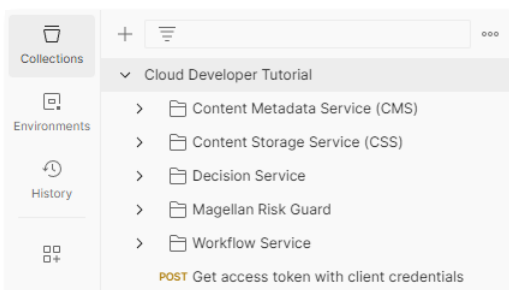 Collections
Environments
History
Cloud Developer Tutorial
Content Metadata Service (CMS)
Content Storage Service (CSS)
Decision Service
Magellan Risk Guard
Workflow Service
POST Get access token with client credentials